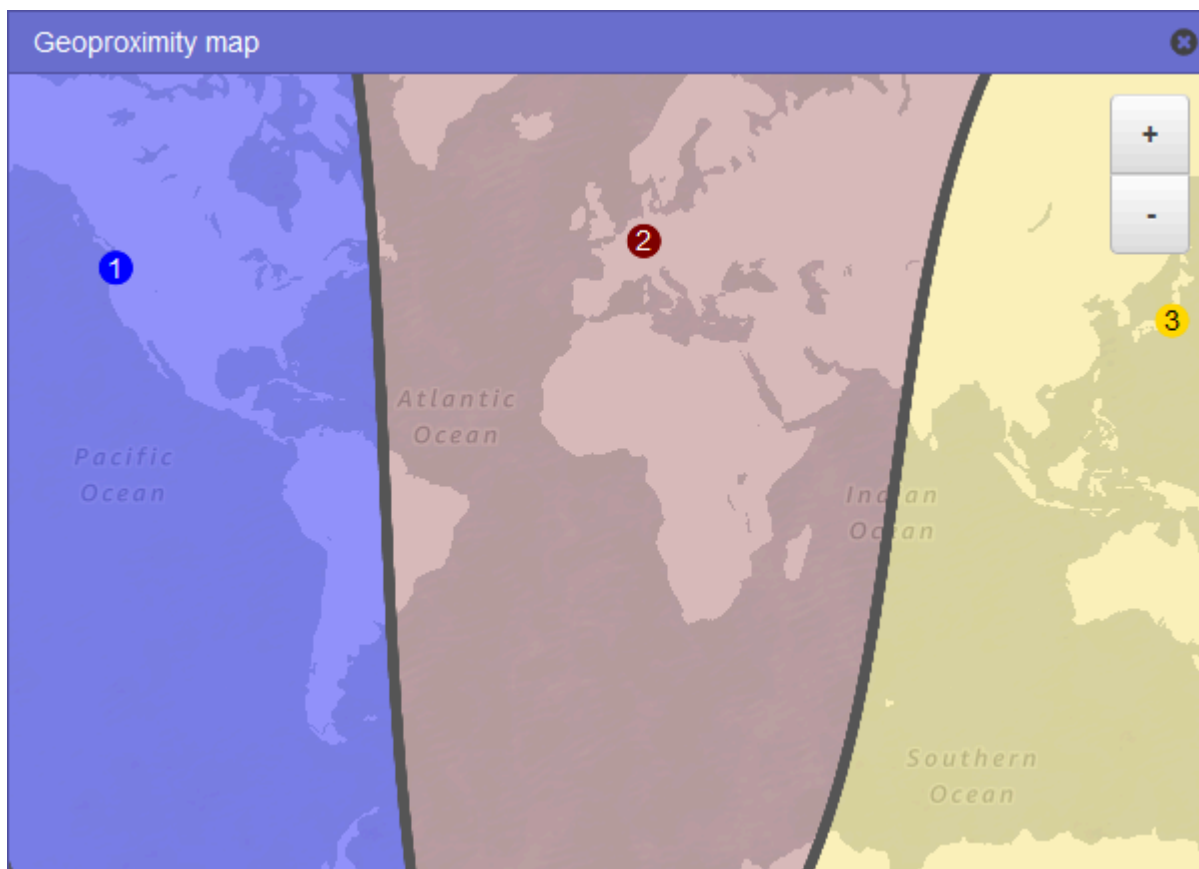 Geoproximity map
+
-
2
1
3
Atlantic
Ocean
Pacific
Ocean
Indian
Ocean
Southern
Ocean